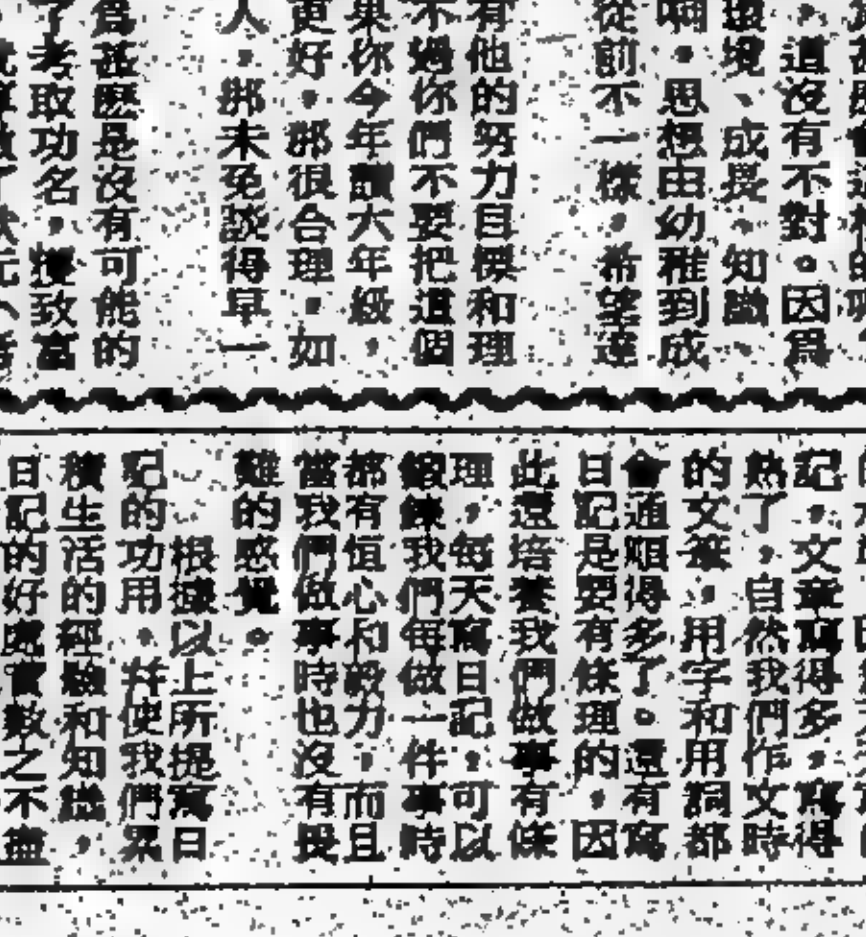 道沒有不對。因爲
環境、成長、知識、
啊。思想由幼稚到成
從前不一樣,希望達
有他的努力目標和理
不過你們不要把這個
果你今年讀大年級,
更好,那很合理。如
人,那未免談得早一
爲甚麽是沒有可能的
了考取功名,獲致富
記,文章寫得多,寫得
熟了,自然我們作文時
的文筆,用字和用詞都
會通順得多了。還有寫
日記是要有條理的,因
此還培養我們做事有條
理,每天寫日記,可以
鍛鍊我們每做一件事時
都有恒心和毅力,而且
當我們做事時也沒有畏
難的感覺。
根據以上所提寫日
記的功用,幷使我們累
積生活的經驗和知識,
日記的好處實數之不盡